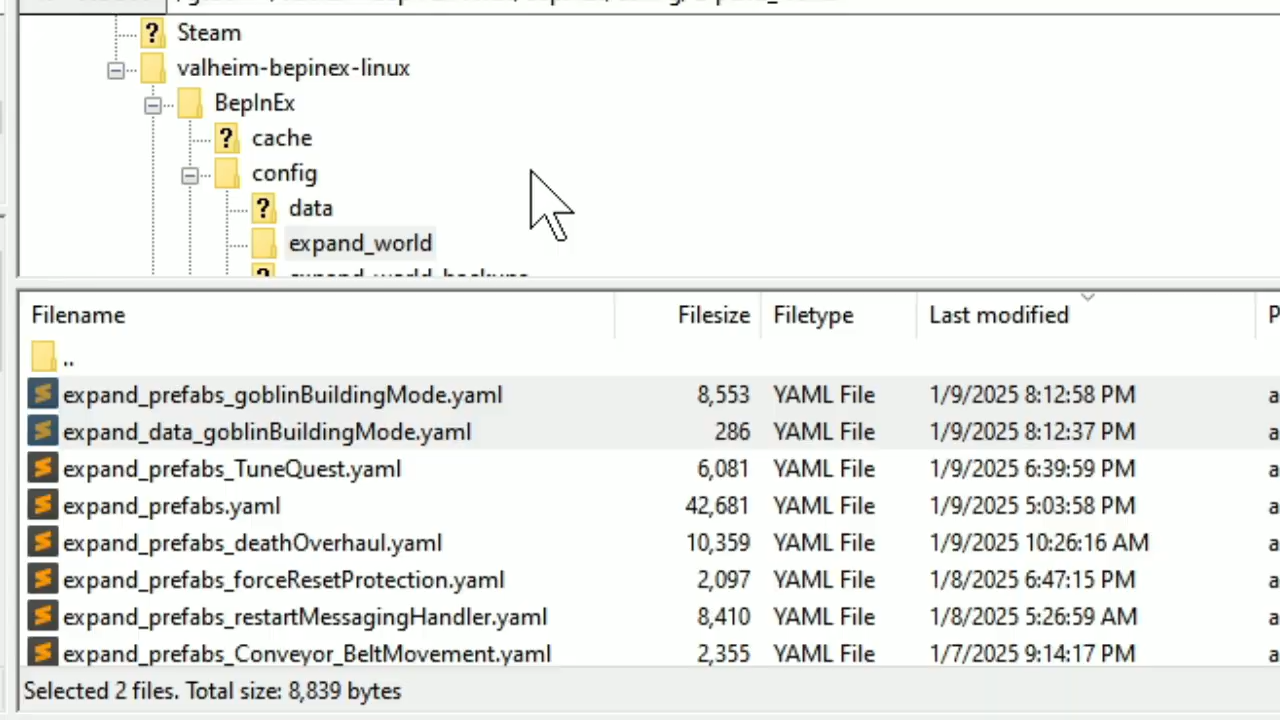 Steam
valheim-bepinex-linux
BepInEx
cache
config
data
expand_world
Filename Filesize Filetype Last modified
..
expand_prefabs_goblinBuildingMode.yaml 8,553 YAML File 1/9/2025 8:12:58 PM
expand_data_goblinBuildingMode.yaml 286 YAML File 1/9/2025 8:12:37 PM
expand_prefabs_TuneQuest.yaml 6,081 YAML File 1/9/2025 6:39:59 PM
expand_prefabs.yaml 42,681 YAML File 1/9/2025 5:03:58 PM
expand_prefabs_deathOverhaul.yaml 10,359 YAML File 1/9/2025 10:26:16 AM
expand_prefabs_forceResetProtection.yaml 2,097 YAML File 1/8/2025 6:47:15 PM
expand_prefabs_restartMessagingHandler.yaml 8,410 YAML File 1/8/2025 5:26:59 AM
expand_prefabs_Conveyor_BeltMovement.yaml 2,355 YAML File 1/7/2025 9:14:17 PM
Selected 2 files. Total size: 8,839 bytes